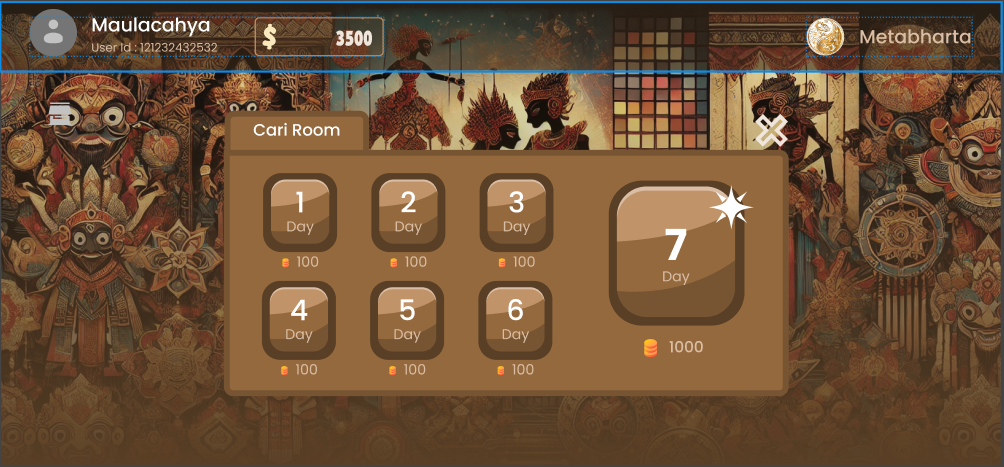 Maulacahya
User Id : 121232432532
$ 3500
Metabharta
Cari Room
1
Day
100
2
Day
100
3
Day
100
4
Day
100
5
Day
100
6
Day
100
7
Day
1000